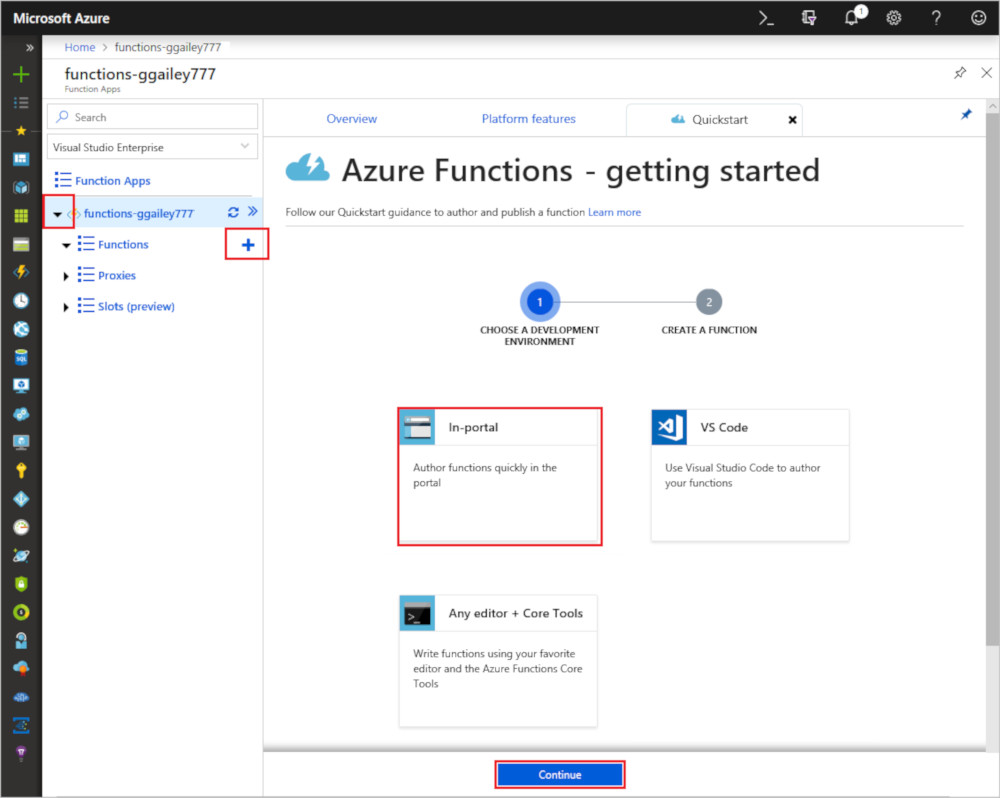 Microsoft Azure
1
Home > functions-ggailey777
functions-ggailey777
Function Apps
Search
Visual Studio Enterprise
Function Apps
functions-ggailey777
Functions
Proxies
Slots (preview)
Overview
Platform features
Quickstart
Azure Functions - getting started
Follow our Quickstart guidance to author and publish a function Learn more
1
2
CHOOSE A DEVELOPMENT
ENVIRONMENT
CREATE A FUNCTION
In-portal
Author functions quickly in the
portal
VS Code
Use Visual Studio Code to author
your functions
Any editor + Core Tools
Write functions using your favorite
editor and the Azure Functions Core
Tools
Continue